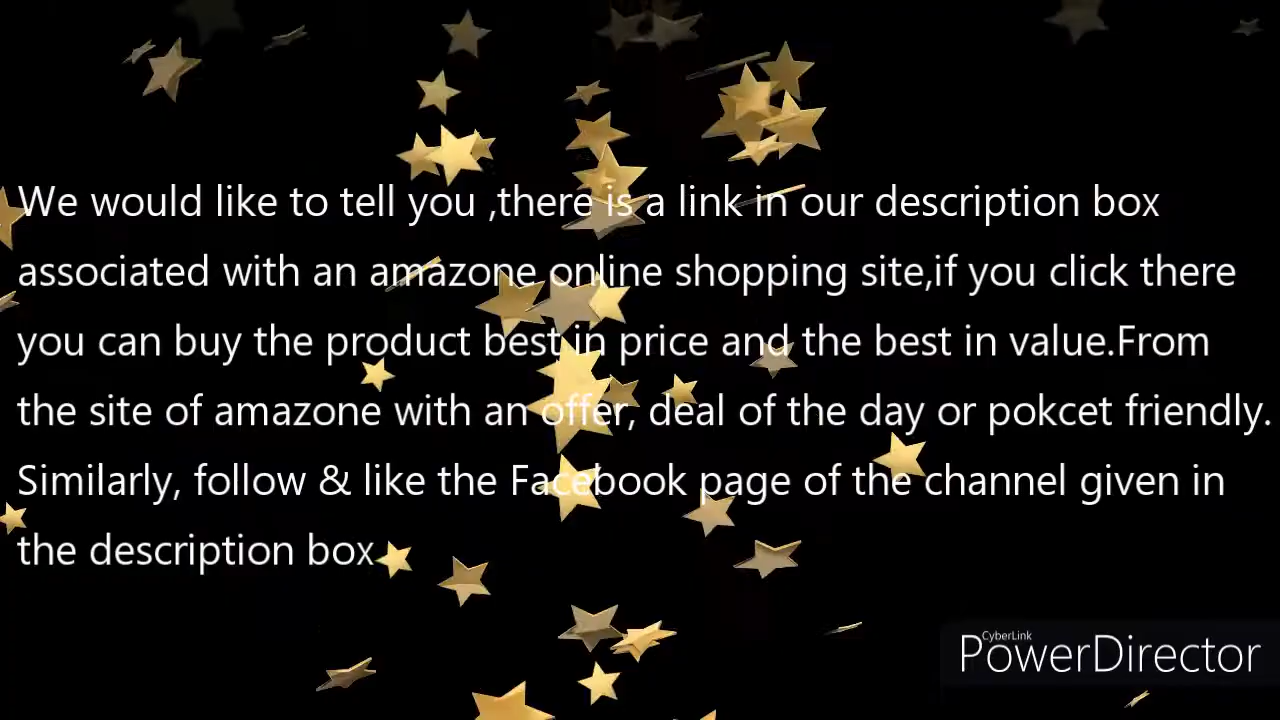 We would like to tell you ,there is a link in our description box
associated with an amazone online shopping site,if you click there
you can buy the product best in price and the best in value.From
the site of amazone with an offer, deal of the day or pokcet friendly.
Similarly, follow & like the Facebook page of the channel given in
the description box
CyberLink
PowerDirector